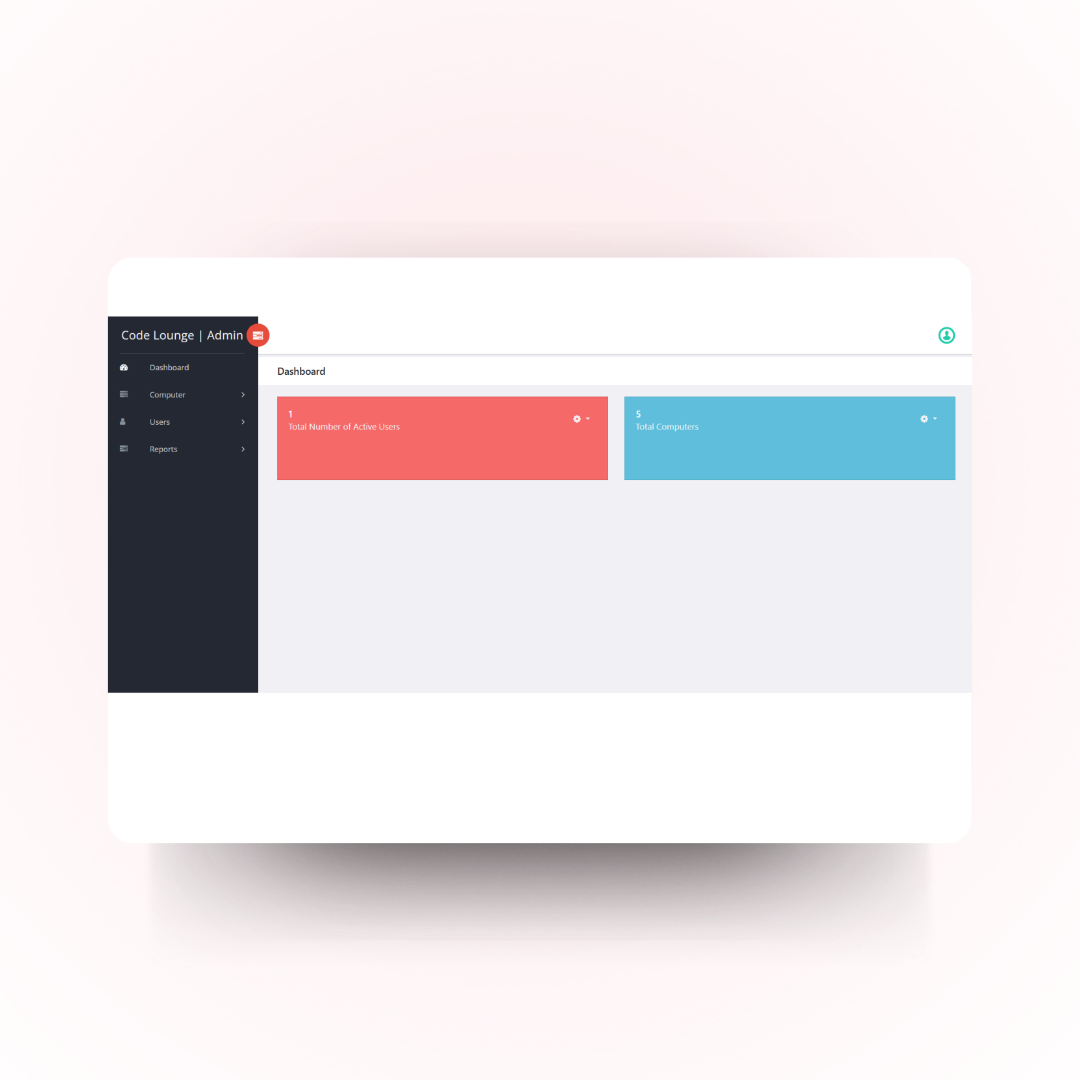 Code Lounge | Admin
Dashboard
Computer
Users
Reports
Dashboard
1
Total Number of Active Users
5
Total Computers